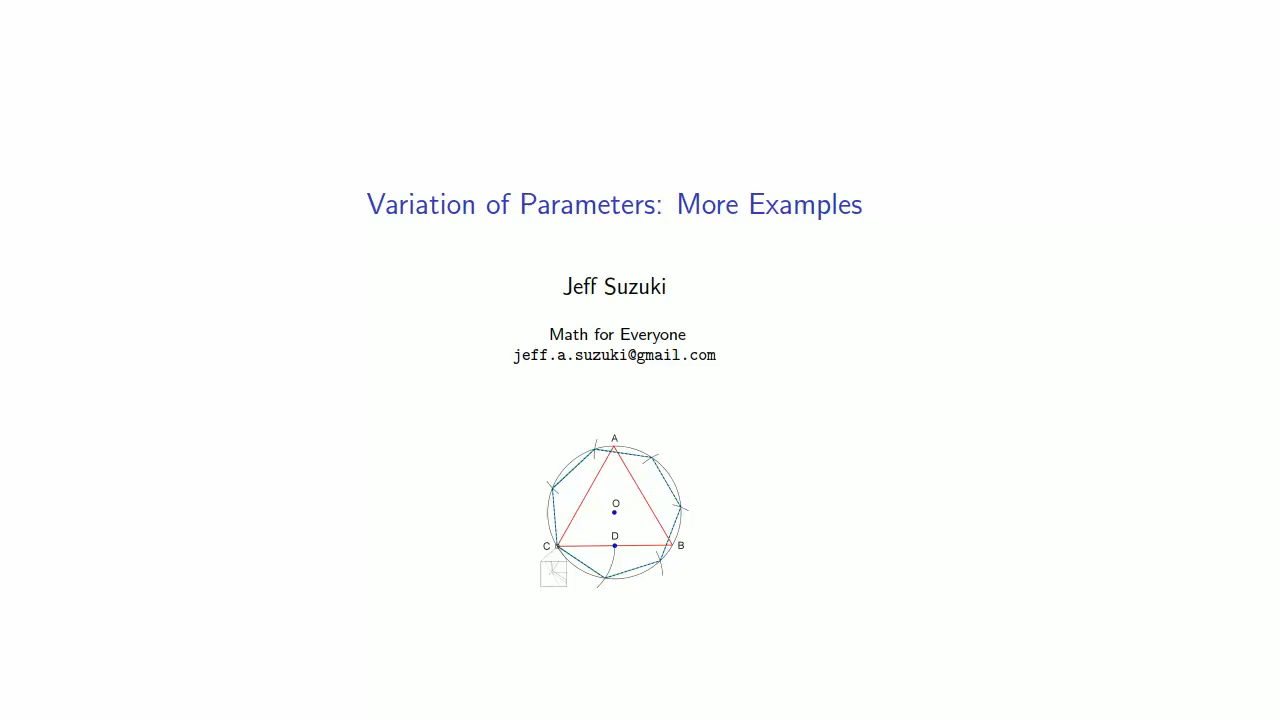 Variation of Parameters: More Examples
Jeff Suzuki
Math for Everyone
jeff.a.suzuki@gmail.com
A
O
D
C
B